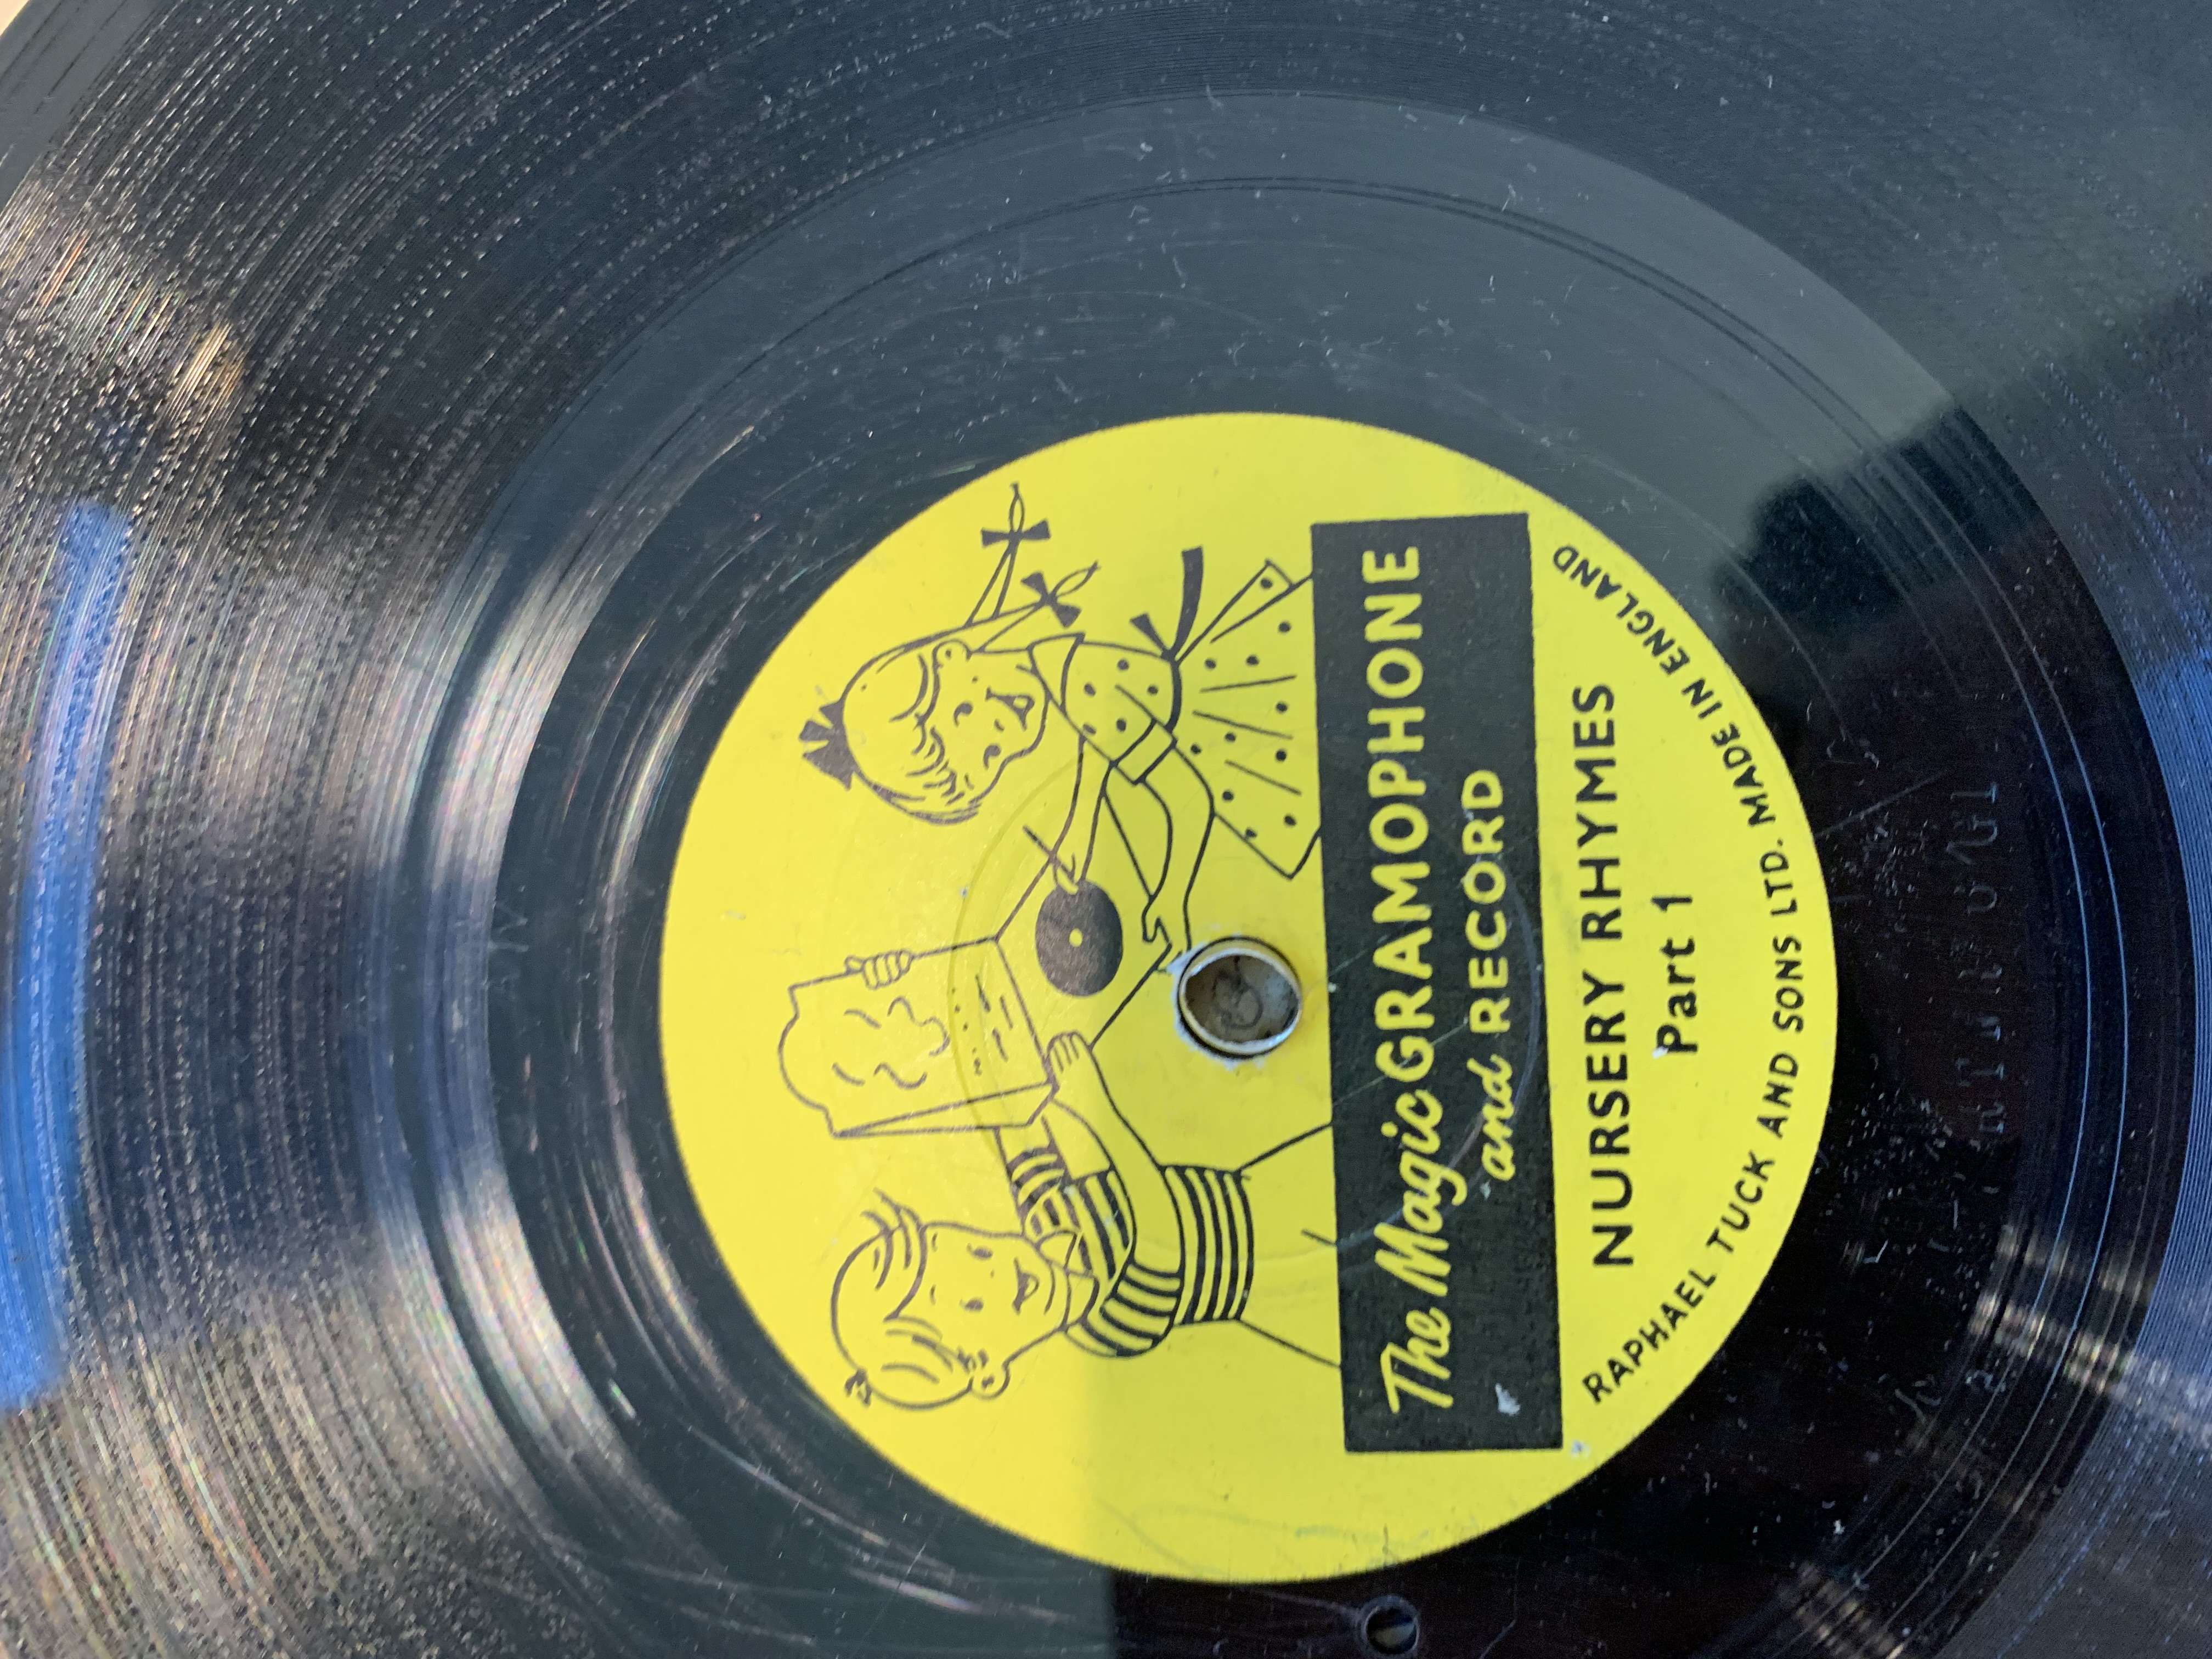 The Magic GRAMOPHONE
and RECORD
NURSERY RHYMES
Part 1
RAPHAEL TUCK AND SONS LTD. MADE IN ENGLAND